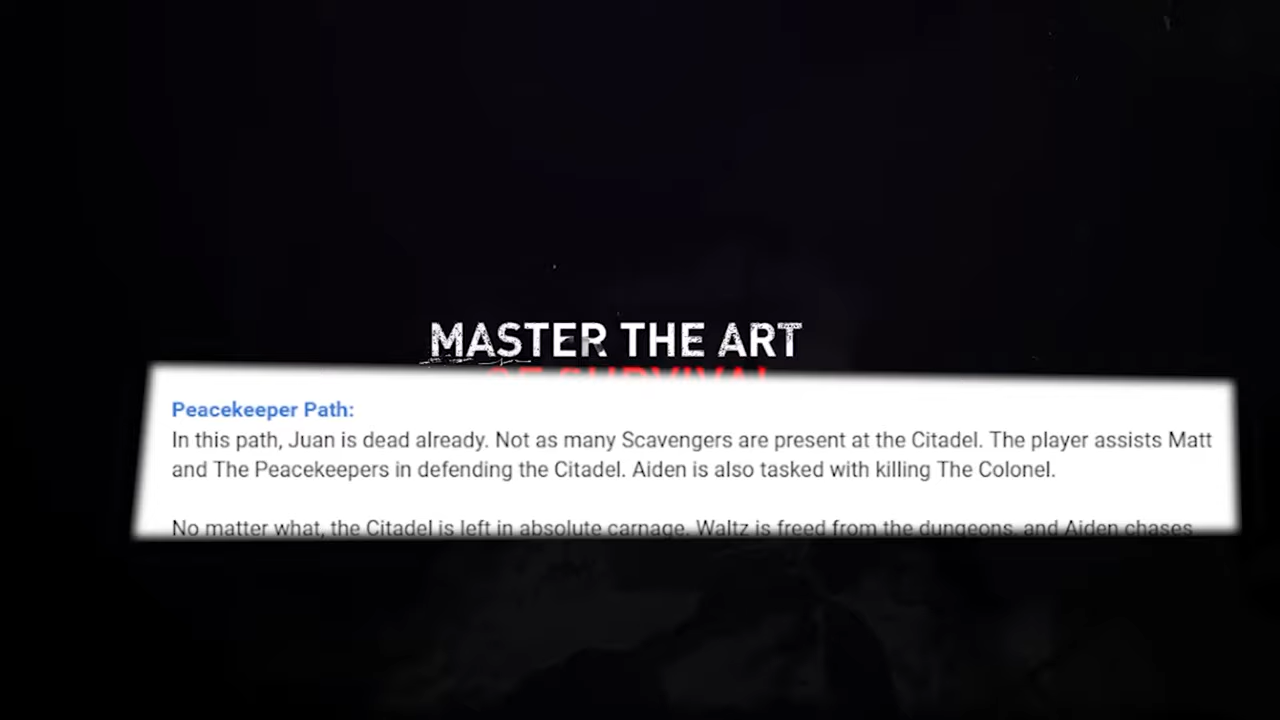 MASTER THE ART
OF SURVIVAL
Peacekeeper Path:
In this path, Juan is dead already. Not as many Scavengers are present at the Citadel. The player assists Matt
and The Peacekeepers in defending the Citadel. Aiden is also tasked with killing The Colonel.
No matter what, the Citadel is left in absolute carnage. Waltz is freed from the dungeons, and Aiden chases